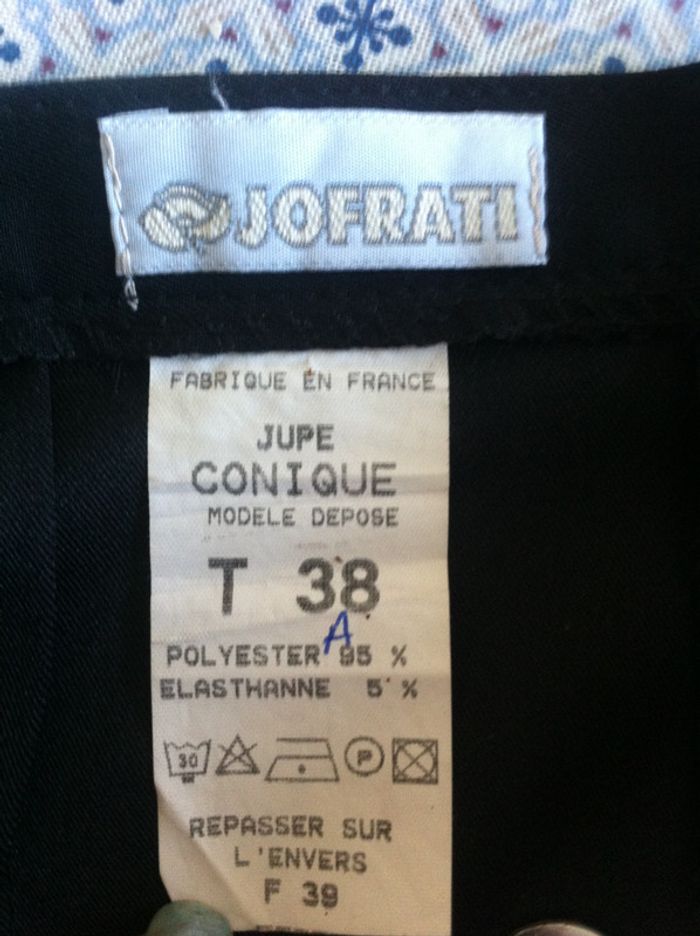 JOFRATI
FABRIQUE EN FRANCE
JUPE
CONIQUE
MODELE DEPOSE
T 38
A
POLYESTER 95 %
ELASTHANNE 5 %
30 P
REPASSER SUR
L'ENVERS
F 39